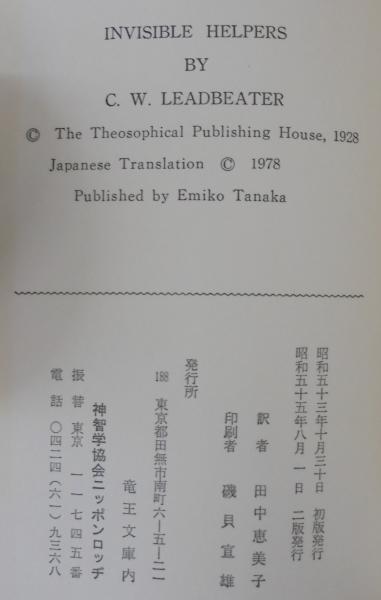 INVISIBLE HELPERS
BY
C. W. LEADBEATER
© The Theosophical Publishing House, 1928
Japanese Translation © 1978
Published by Emiko Tanaka
昭和五十三年十月三十日 初版発行
昭和五十五年八月 一日 二版発行
訳者 田中恵美子
印刷者 磯貝宣雄
発行所
188 東京都田無市南町六―五―二一
竜王文庫内
神智学協会ニッポンロッヂ
振替 東京 一一七四五番
電話 〇四二四(六一)九三六八